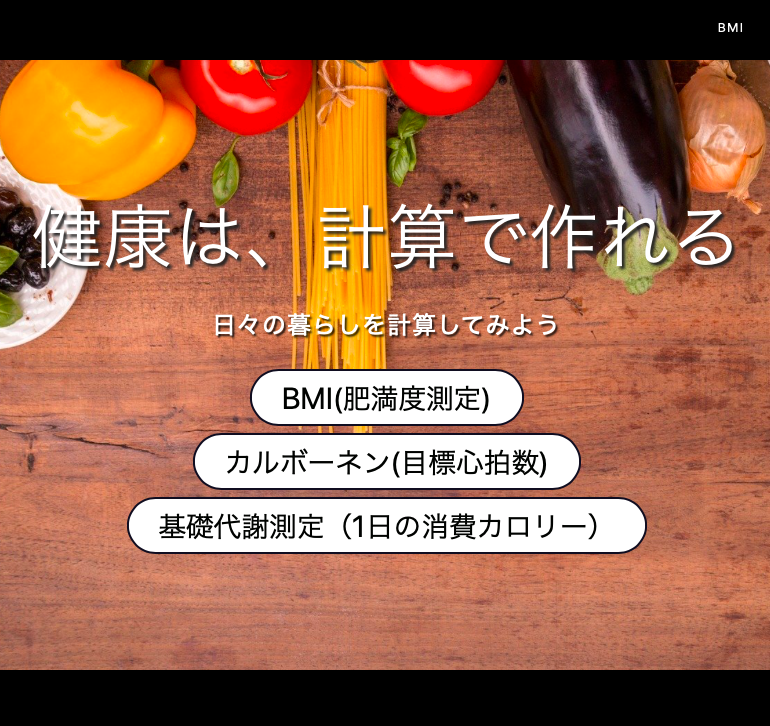 BMI
健康は、計算で作れる
日々の暮らしを計算してみよう
BMI(肥満度測定)
カルボーネン(目標心拍数)
基礎代謝測定（1日の消費カロリー）